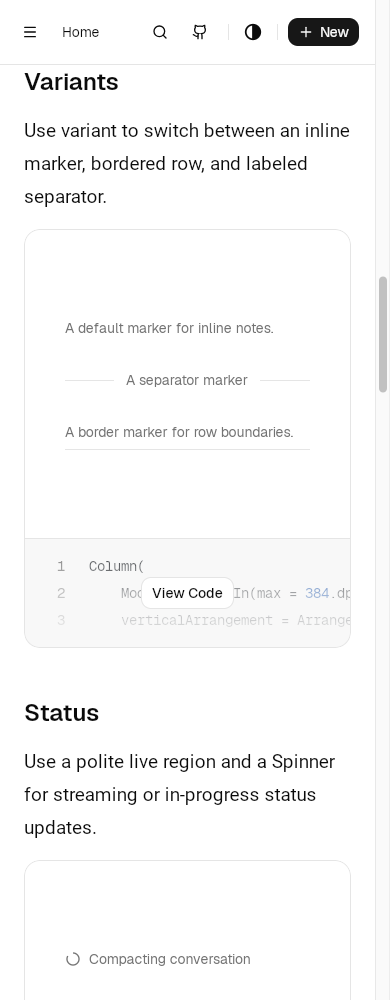 Home
New
Variants
Use variant to switch between an inline
marker, bordered row, and labeled
separator.
A default marker for inline notes.
A separator marker
A border marker for row boundaries.
1 Column(
2 In(max = 384.dp
View Code
3 verticalArrangement = Arrange
Status
Use a polite live region and a Spinner
for streaming or in-progress status
updates.
Compacting conversation